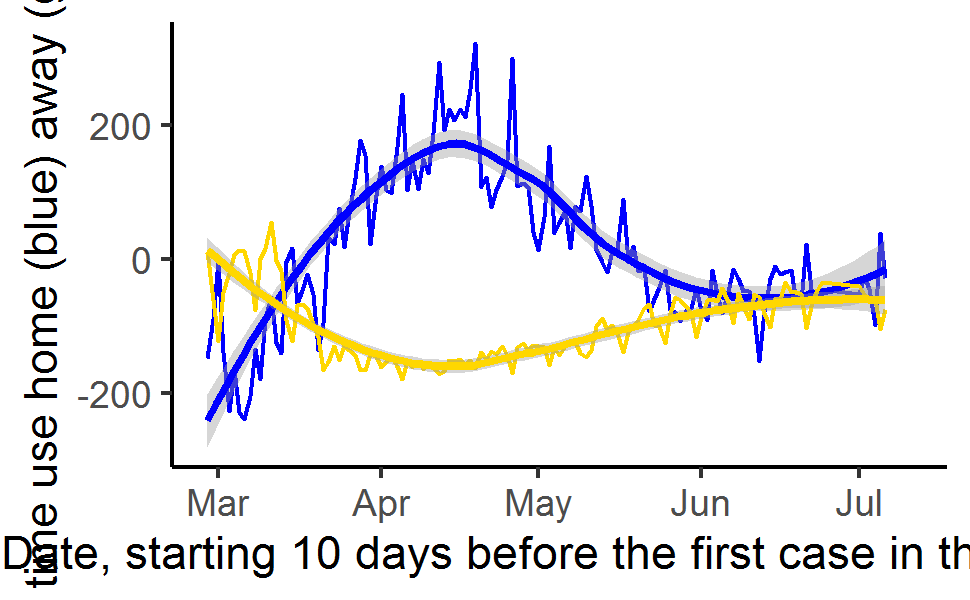 time use home (blue) away (
200
0
-200
Mar Apr May Jun Jul
Date, starting 10 days before the first case in th